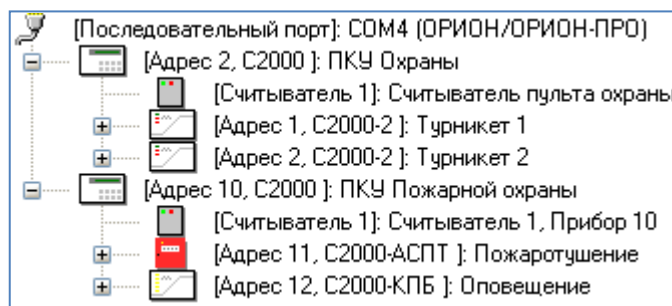 [Последовательный порт]: COM4 (ОРИОН/ОРИОН-ПРО)
[Адрес 2, С2000 ]: ПКУ Охраны
[Считыватель 1]: Считыватель пульта охраны
[Адрес 1, С2000-2 ]: Турникет 1
[Адрес 2, С2000-2 ]: Турникет 2
[Адрес 10, С2000 ]: ПКУ Пожарной охраны
[Считыватель 1]: Считыватель 1, Прибор 10
[Адрес 11, С2000-АСПТ ]: Пожаротушение
[Адрес 12, С2000-КПБ ]: Оповещение